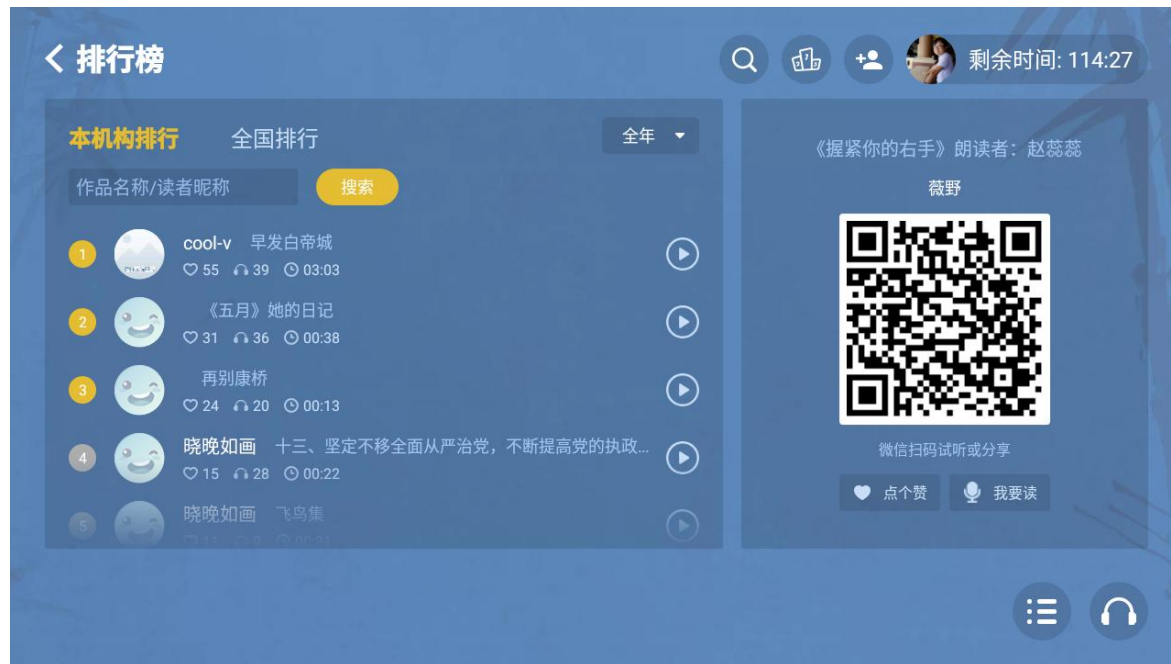 排行榜
剩余时间: 114:27
本机构排行 全国排行 全年
作品名称/读者昵称 搜索
1 cool-v 早发白帝城
55 39 03:03
2 《五月》她的日记
31 36 00:38
3 再别康桥
24 20 00:13
4 晓晚如画 十三、坚定不移全面从严治党，不断提高党的执政...
15 28 00:22
5 晓晚如画 飞鸟集
《握紧你的右手》朗读者：赵蕊蕊
薇野
微信扫码试听或分享
点个赞 我要读